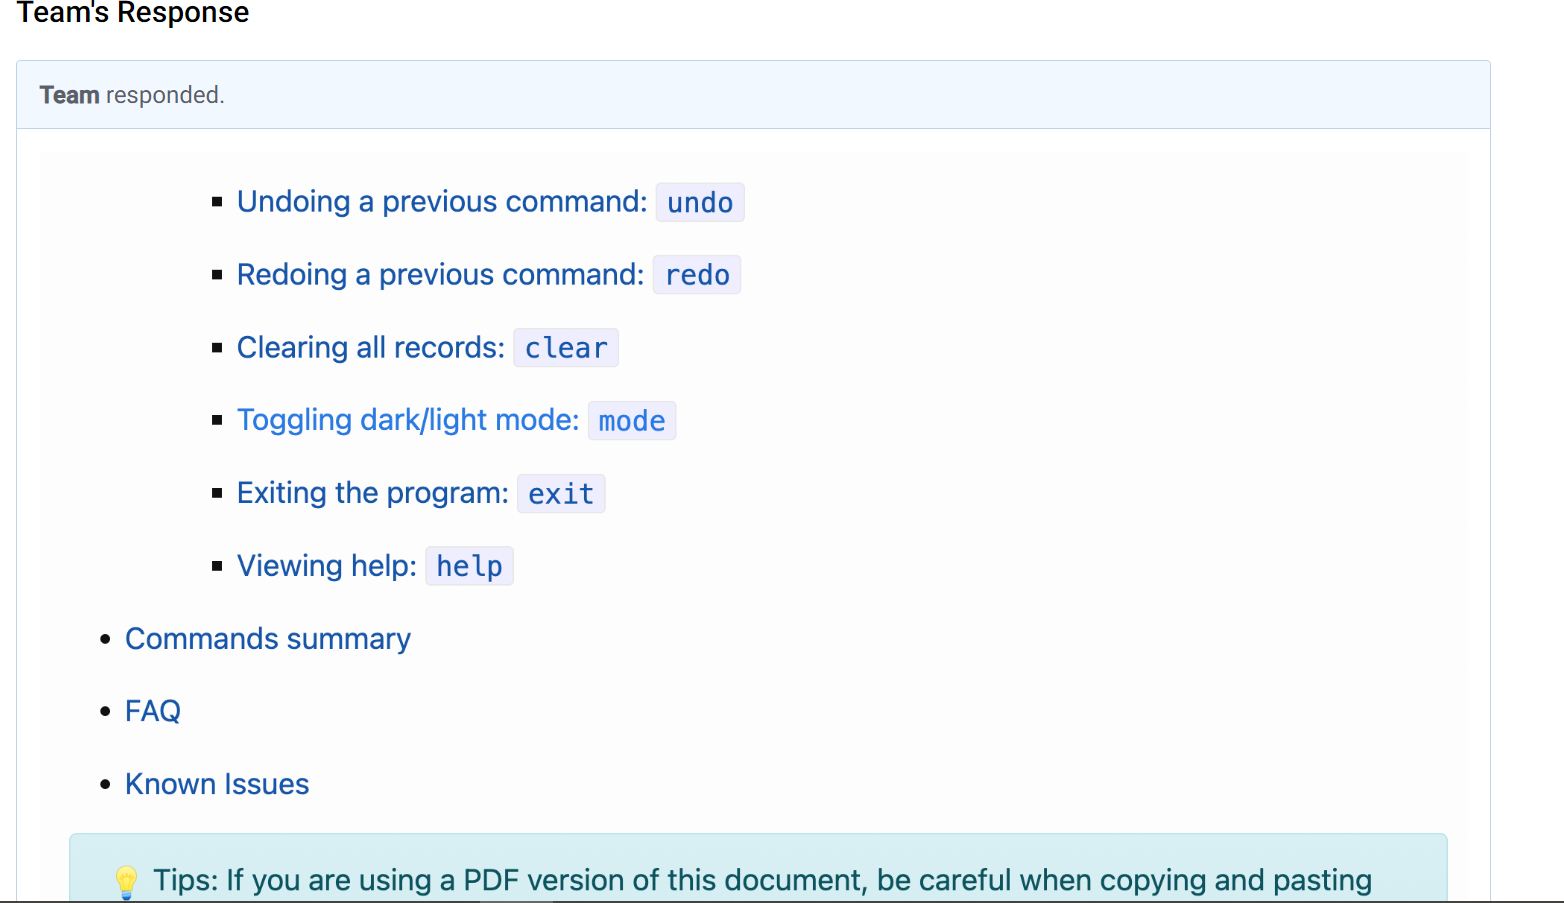 Team's Response
Team responded.
Undoing a previous command: undo
Redoing a previous command: redo
Clearing all records: clear
Toggling dark/light mode: mode
Exiting the program: exit
Viewing help: help
Commands summary
FAQ
Known Issues
Tips: If you are using a PDF version of this document, be careful when copying and pasting